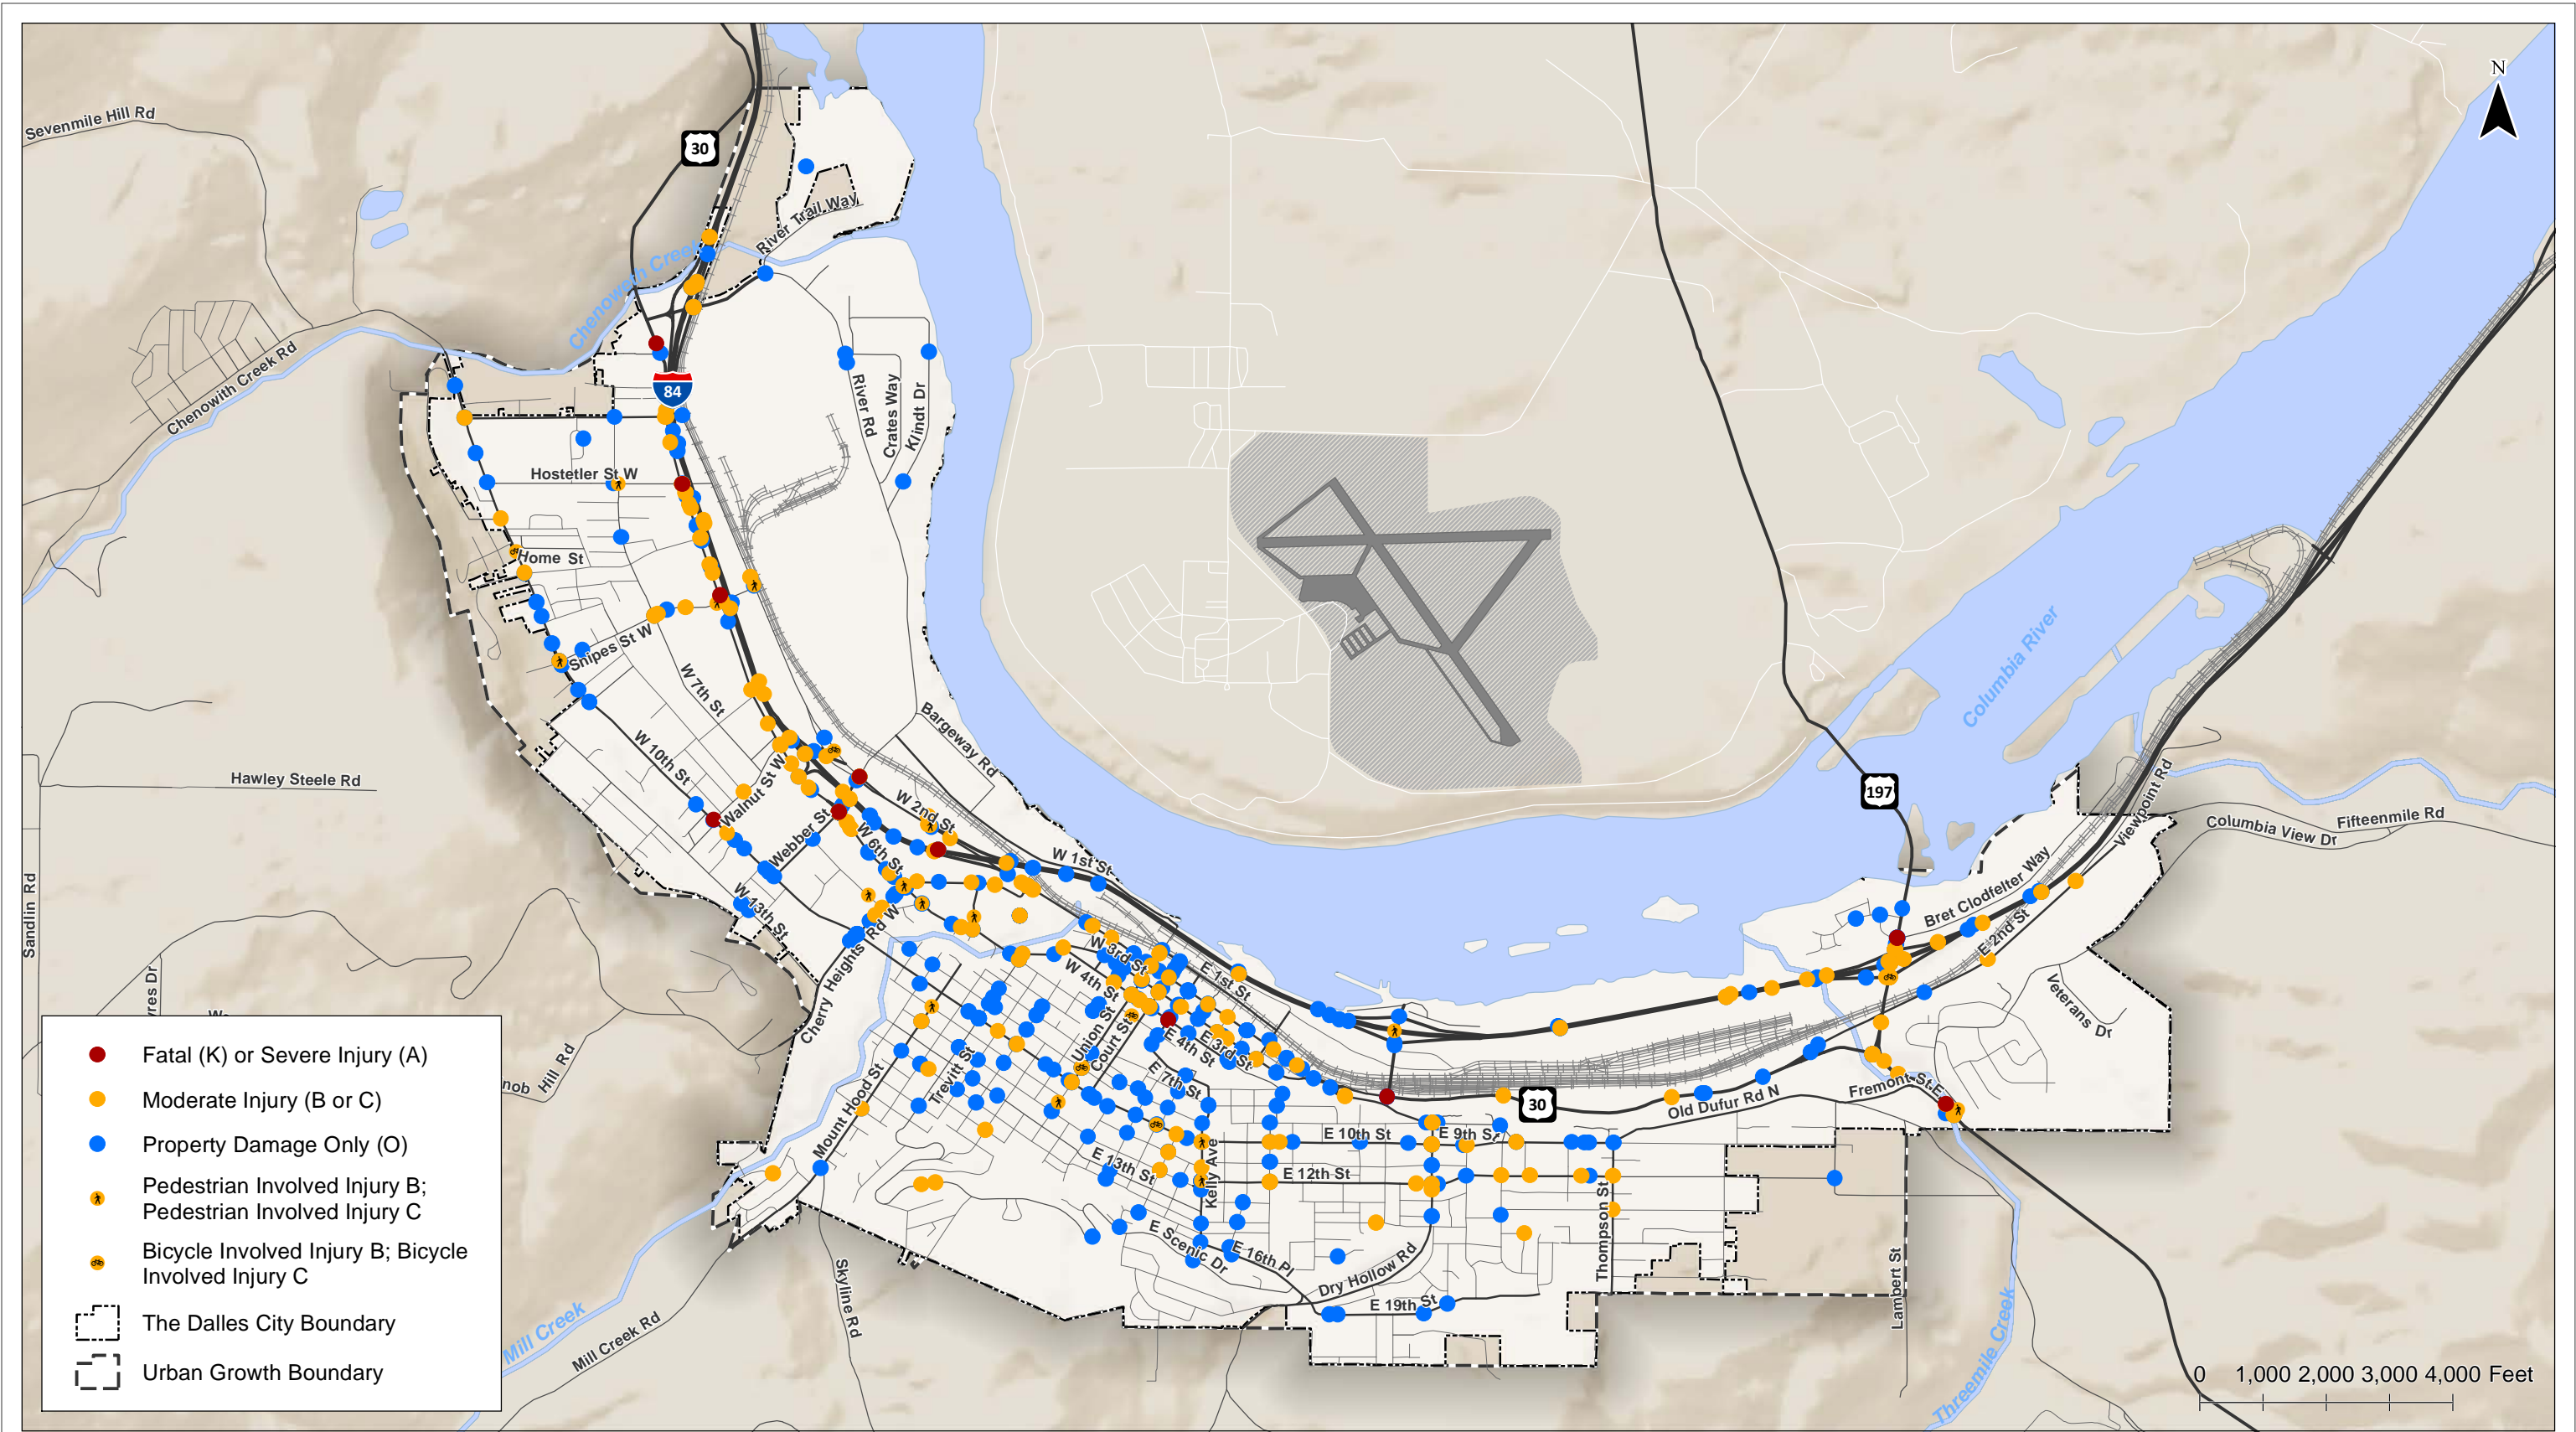 N
Sevenmile Hill Rd
30
River Trail Way
Chenoweth Creek
84
Chenowith Creek Rd
River Rd
Crates Way
Klindt Dr
Hostetler St W
Home St
Snipes St W
W 7th St
Columbia River
Bargeway Rd
W 10th St
Hawley Steele Rd
Walnut St W
197
Viewpoint Rd
Webber St
W 2nd St
W 6th St
W 1st St
Fifteenmile Rd
Columbia View Dr
Sandlin Rd
W 13th St
Cherry Heights Rd W
Bret Clodfelter Way
E 2nd St
W 3rd St
W 4th St
E 1st St
Veterans Dr
Union St
Court St
E 3rd St
E 4th St
E 7th St
Trevitt St
Mount Hood St
Hill Rd
30
Old Dufur Rd N
Fremont St E
E 10th St
E 9th St
E 13th St
Kelly Ave
E 12th St
Thompson St
E Scenic Dr
E 16th Pl
Dry Hollow Rd
E 19th St
Skyline Rd
Lambert St
Mill Creek
Mill Creek Rd
Threemile Creek
Fatal (K) or Severe Injury (A)
Moderate Injury (B or C)
Property Damage Only (O)
Pedestrian Involved Injury B;
Pedestrian Involved Injury C
Bicycle Involved Injury B; Bicycle
Involved Injury C
The Dalles City Boundary
Urban Growth Boundary
0 1,000 2,000 3,000 4,000 Feet